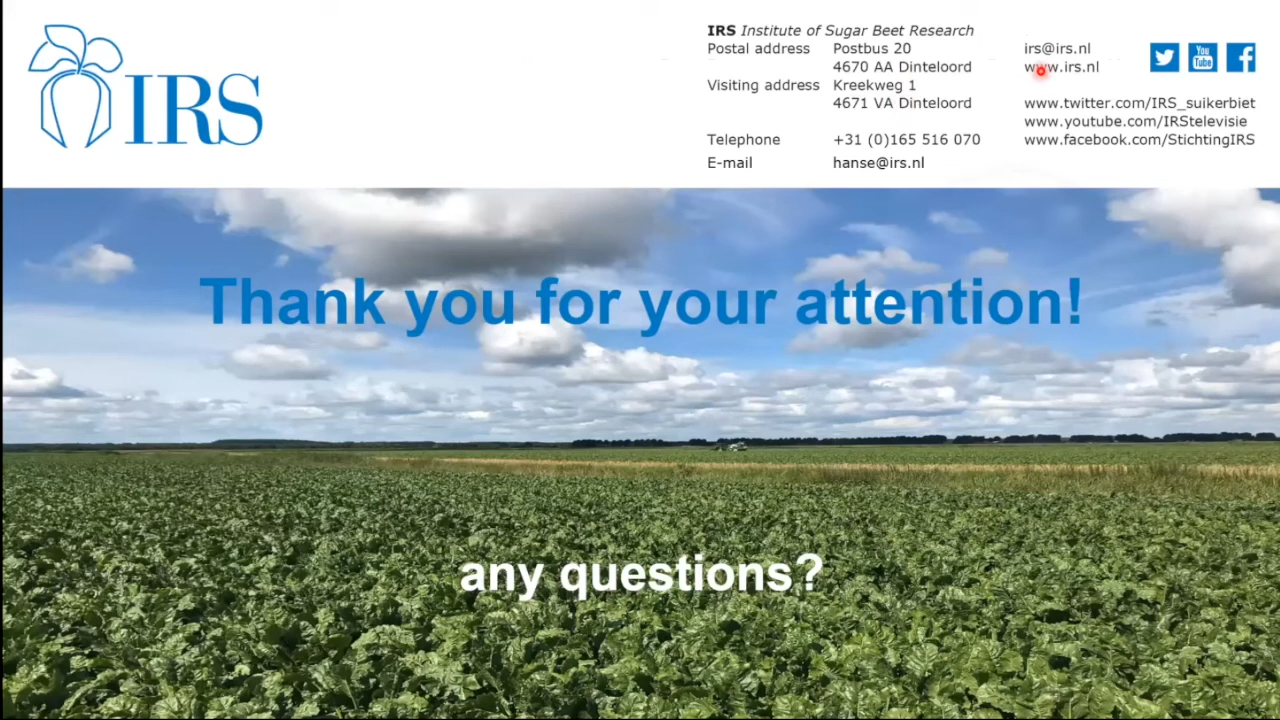 IRS
IRS Institute of Sugar Beet Research
Postal address Postbus 20
4670 AA Dinteloord
Visiting address Kreekweg 1
4671 VA Dinteloord
Telephone +31 (0)165 516 070
E-mail hanse@irs.nl
irs@irs.nl
www.irs.nl
You
Tube
www.twitter.com/IRS_suikerbiet
www.youtube.com/IRStelevisie
www.facebook.com/StichtingIRS
Thank you for your attention!
any questions?